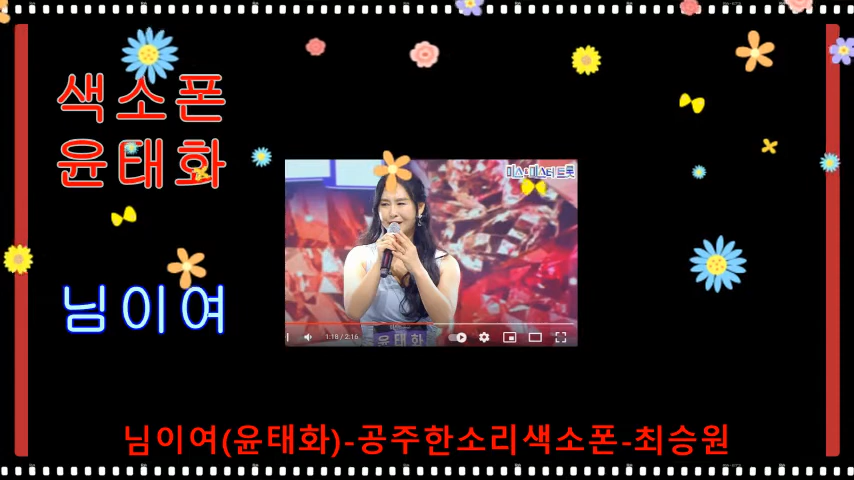 색소폰
윤태화
님이여
미스·미스터 트롯
1:18 / 2:16
윤태화
님이여(윤태화)-공주한소리색소폰-최승원